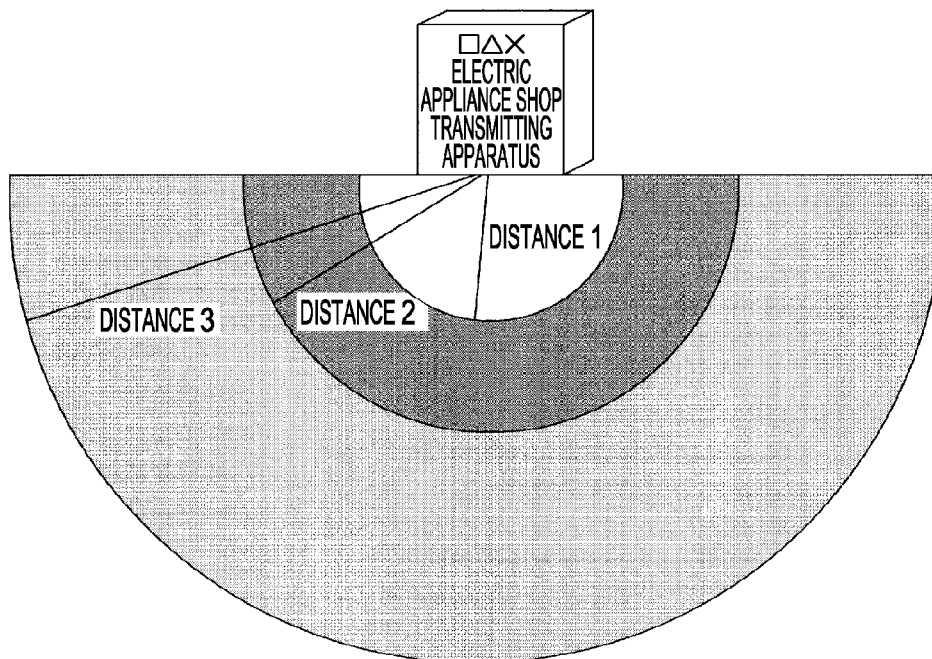 □△×
ELECTRIC
APPLIANCE SHOP
TRANSMITTING
APPARATUS
DISTANCE 1
DISTANCE 2
DISTANCE 3